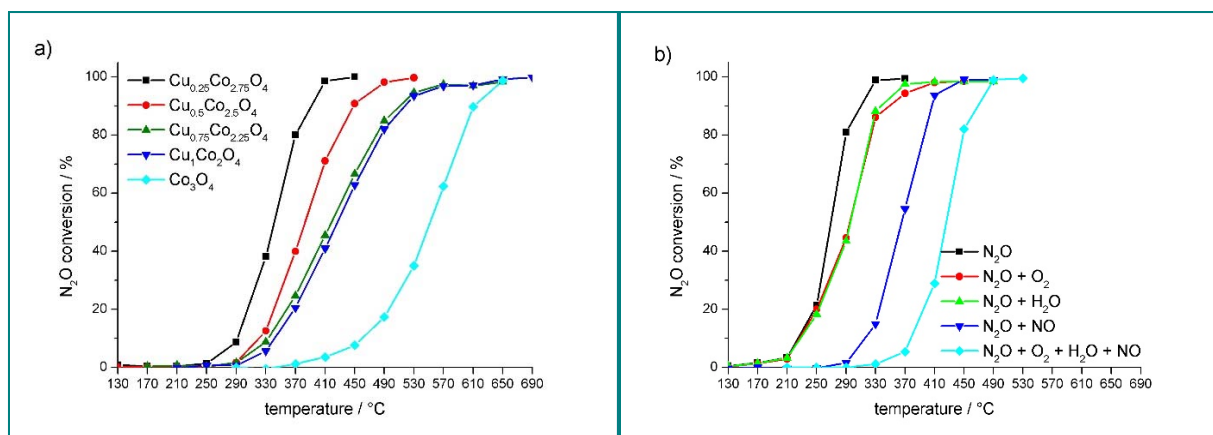 a)
Cu0.25Co2.75O4
Cu0.5Co2.5O4
Cu0.75Co2.25O4
Cu1Co2O4
Co3O4
N2O conversion / %
100
80
60
40
20
0
130 170 210 250 290 330 370 410 450 490 530 570 610 650 690
temperature / °C
b)
N2O conversion / %
100
80
60
40
20
0
N2O
N2O + O2
N2O + H2O
N2O + NO
N2O + O2 + H2O + NO
130 170 210 250 290 330 370 410 450 490 530 570 610 650 690
temperature / °C